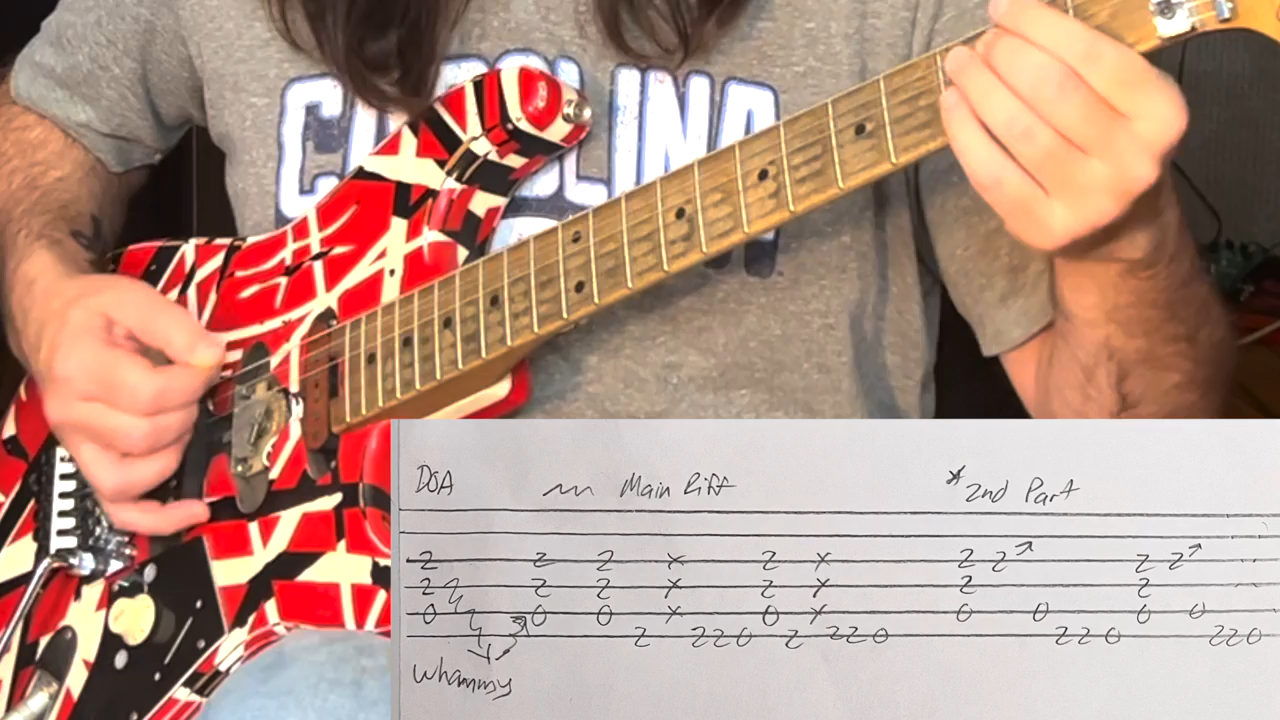 CAROLINA
DOA Main Riff *2nd Part
2 2 2 x 2 x 2 2 2 2
2 2 2 x 2 x 2 2
0 0 0 x 0 x 0 0 0 0
2 2 2 0 2 2 2 0 2 2 0 2 2 0
whammy